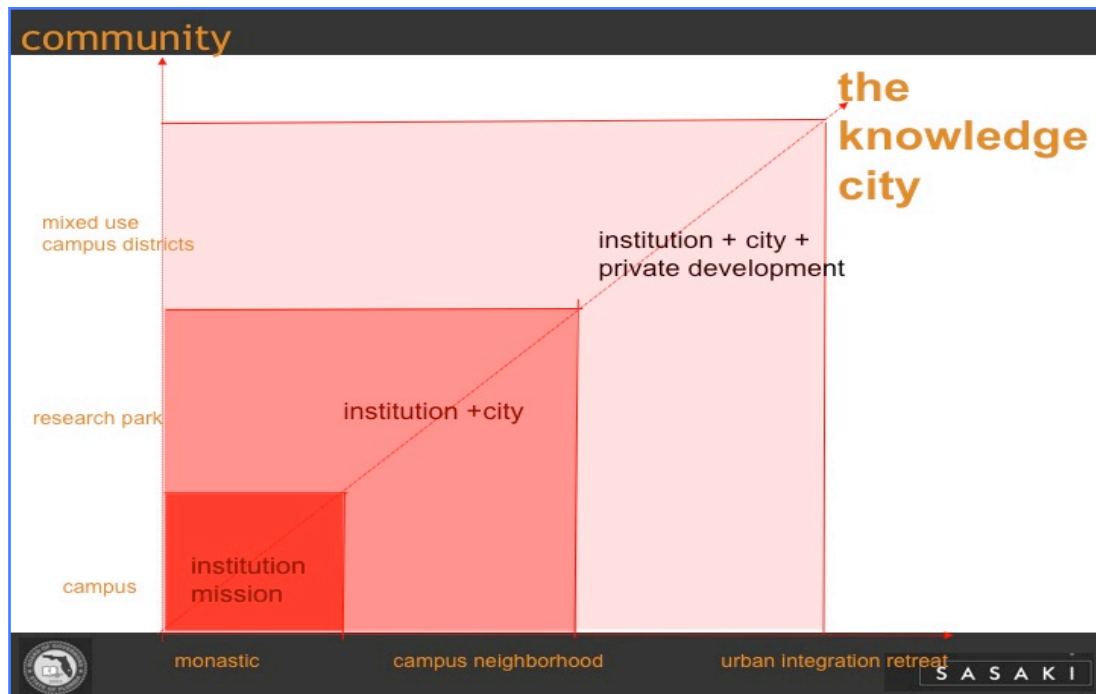 community
the
knowledge
city
mixed use
campus districts
institution + city +
private development
institution +city
research park
institution
mission
campus
monastic
campus neighborhood
urban integration retreat
SASAKI